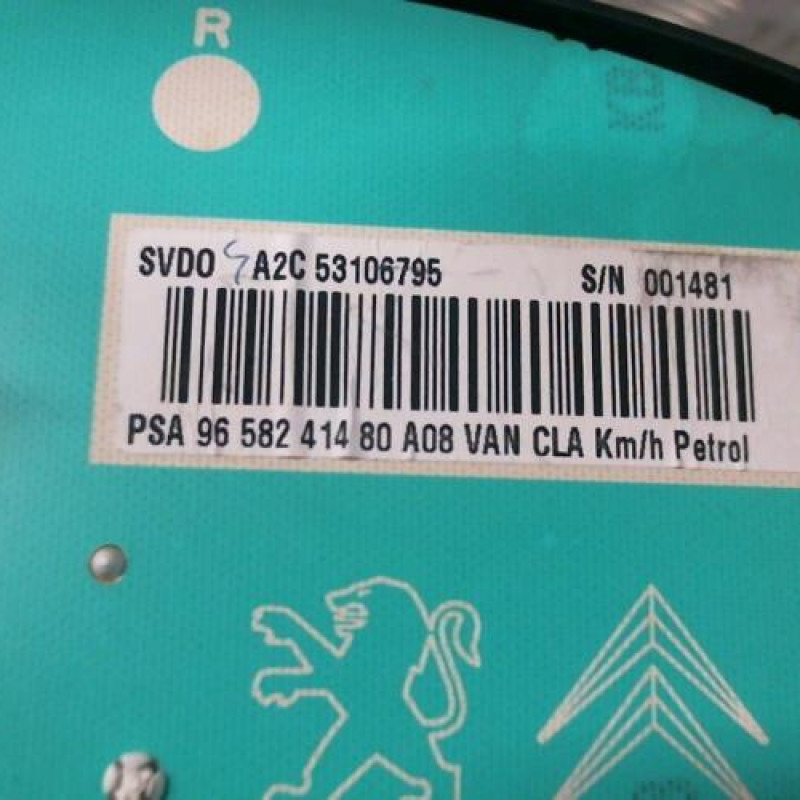 R
SVDO A2C 53106795 S/N 001481
PSA 96 582 414 80 A08 VAN CLA Km/h Petrol